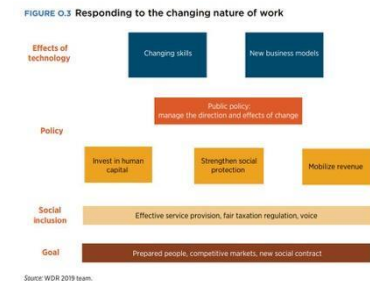 FIGURE O.3 Responding to the changing nature of work
Effects of
technology
Changing skills
New business models
Public policy:
manage the direction and effects of change
Policy
Invest in human
capital
Strengthen social
protection
Mobilize revenue
Social
inclusion
Effective service provision, fair taxation regulation, voice
Goal
Prepared people, competitive markets, new social contract
Source: WDR 2019 team.